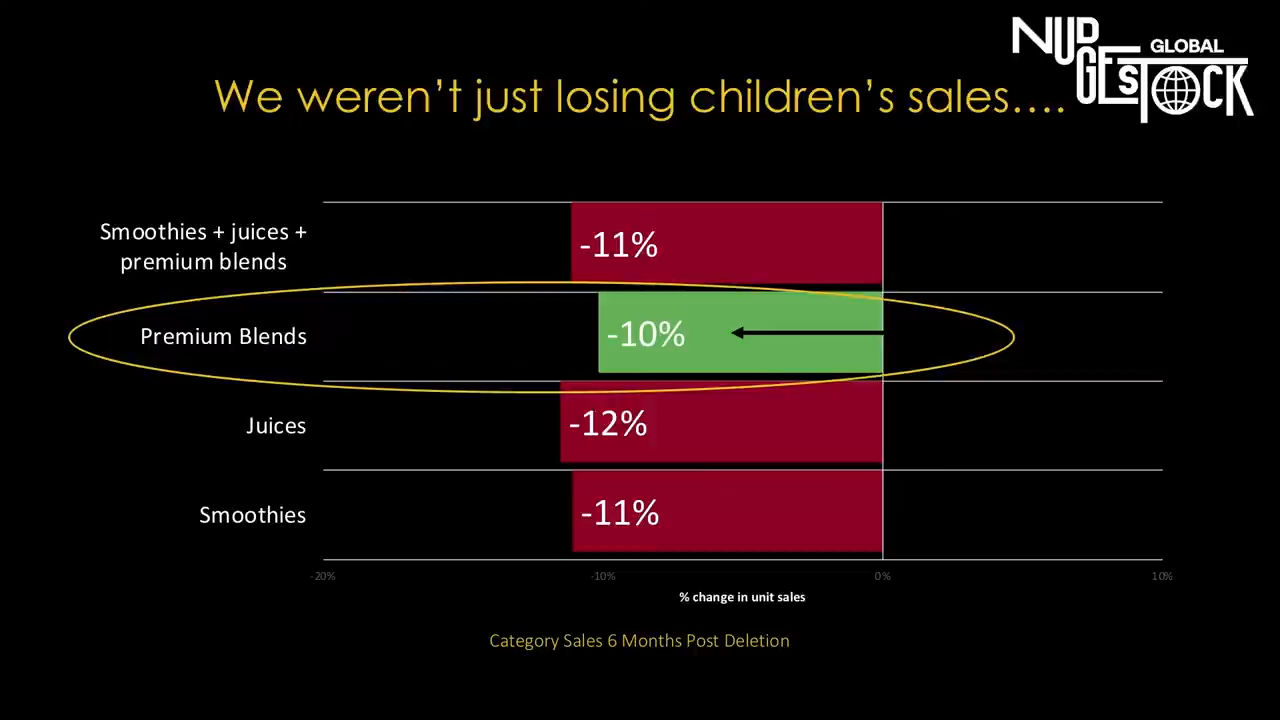 NUDGESTOCK
GLOBAL
We weren't just losing children's sales….
Smoothies + juices +
premium blends
-11%
Premium Blends
-10%
Juices
-12%
Smoothies
-11%
-20%
-10%
0%
10%
% change in unit sales
Category Sales 6 Months Post Deletion